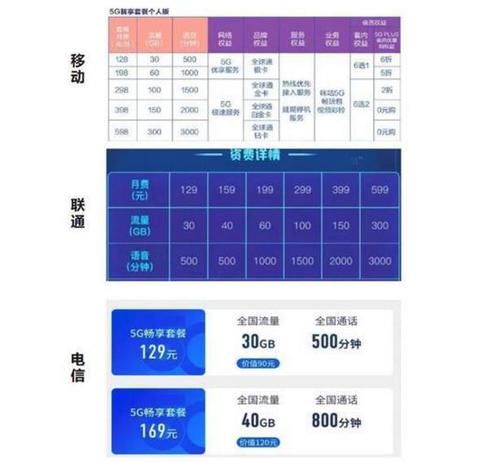 5G畅享套餐个人版
移动
套餐月费(元/月) 流量(GB) 语音(分钟) 网络权益 品牌权益 服务权益 业务权益 会员权益
套内权益 5G PLUS
128 30 500 5G优享服务 全球通银卡 热线优先接入服务 延期停机服务 咪咕5G畅玩包 视频彩铃 6选1 6折
198 60 1000 5折
298 100 1500 5G极速服务 全球通金卡 6选2 2折
398 150 2000 全球通白金卡 0元购
598 300 3000 全球通钻卡 0元购
联通
资费详情
月费(元) 129 159 199 299 399 599
流量(GB) 30 40 60 100 150 300
语音(分钟) 500 500 1000 1500 2000 3000
电信
5G畅享套餐 全国流量 全国通话
129元 30GB 500分钟
价值90元
5G畅享套餐 全国流量 全国通话
169元 40GB 800分钟
价值120元